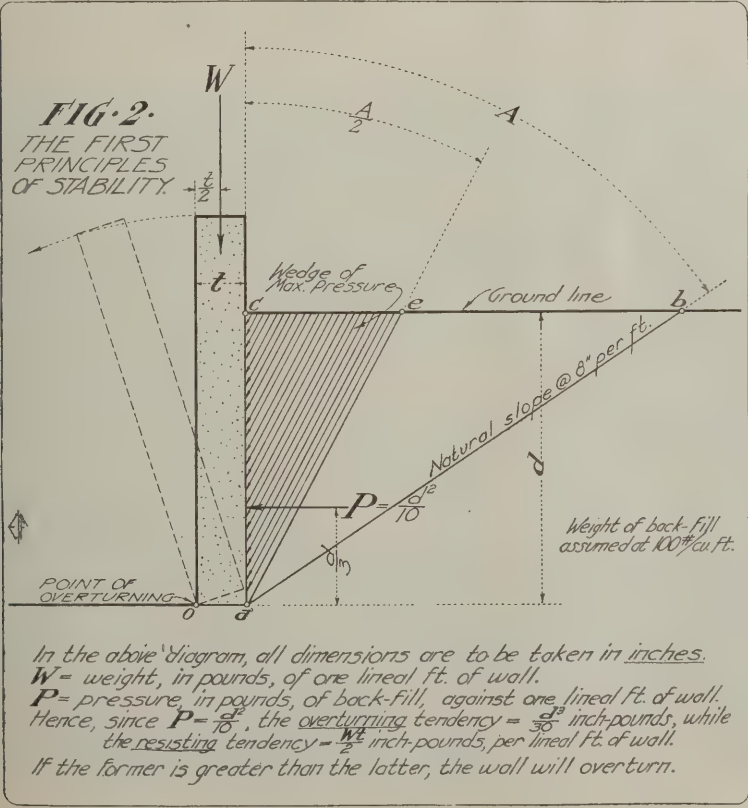 FIG·2·
THE FIRST
PRINCIPLES
OF STABILITY.
W
t/2
A/2
A
t
Wedge of
Max. Pressure
c
e
Ground line
b
Natural slope @ 8" per ft.
d
P = d²/10
d/3
Weight of back-fill
assumed at 100#/cu.ft.
POINT OF
OVERTURNING
o
a
In the above diagram, all dimensions are to be taken in inches.
W = weight, in pounds, of one lineal ft. of wall.
P = pressure, in pounds, of back-fill, against one lineal ft. of wall.
Hence, since P = d²/10, the overturning tendency = d³/30 inch-pounds, while
the resisting tendency = Wt/2 inch-pounds, per lineal ft. of wall.
If the former is greater than the latter, the wall will overturn.